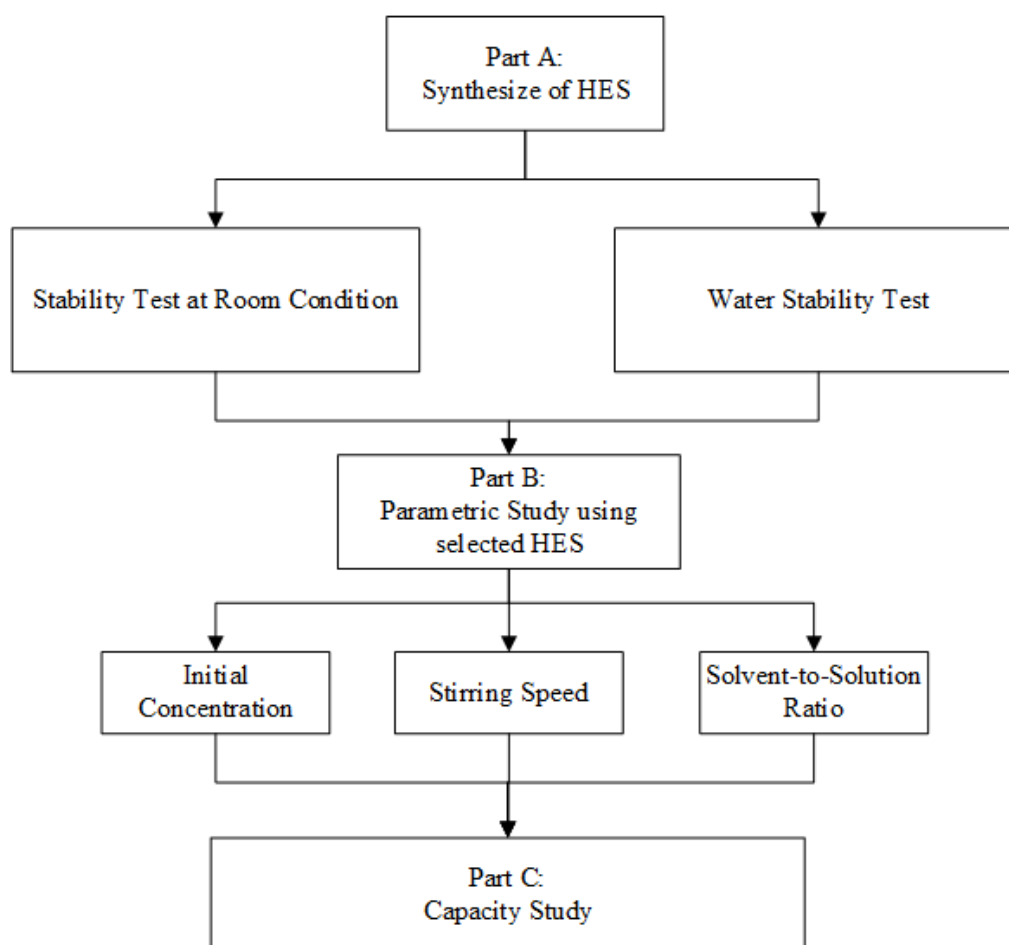 Part A:
Synthesize of HES
Stability Test at Room Condition
Water Stability Test
Part B:
Parametric Study using
selected HES
Initial
Concentration
Stirring Speed
Solvent-to-Solution
Ratio
Part C:
Capacity Study